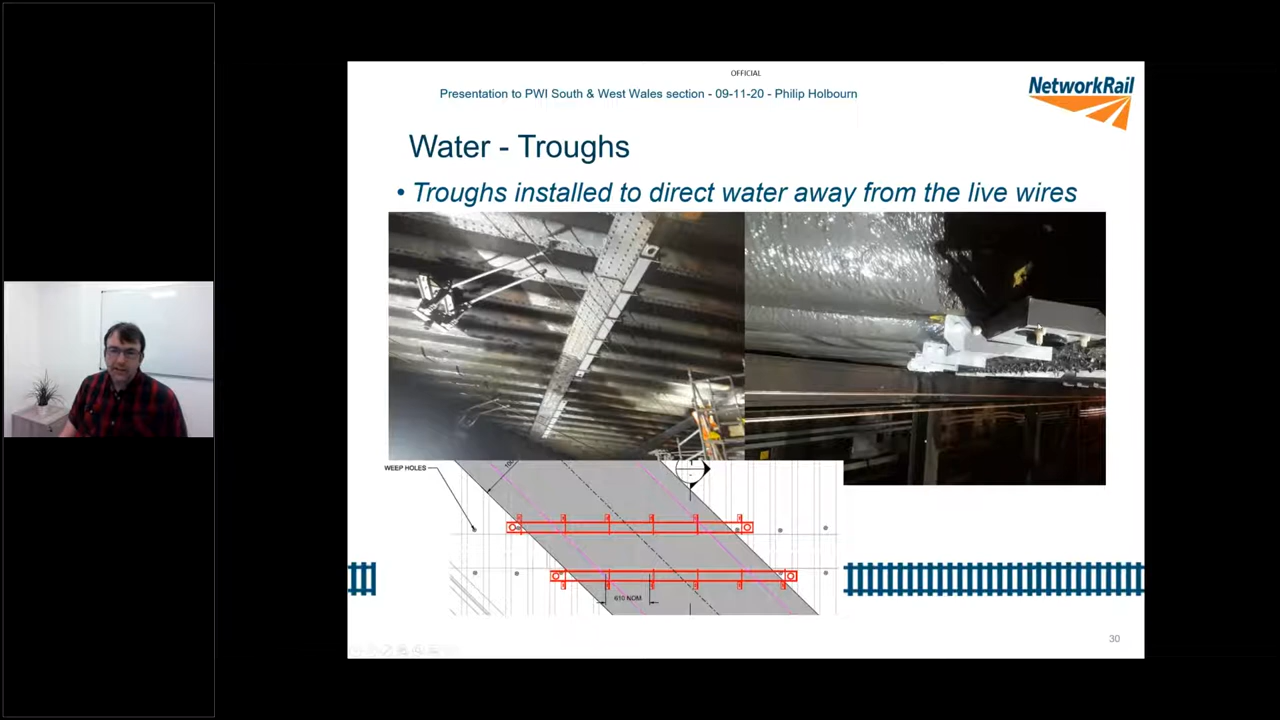 OFFICIAL
Presentation to PWI South & West Wales section - 09-11-20 - Philip Holbourn
NetworkRail
Water - Troughs
• Troughs installed to direct water away from the live wires
WEEP HOLES
100
610 NOM
30